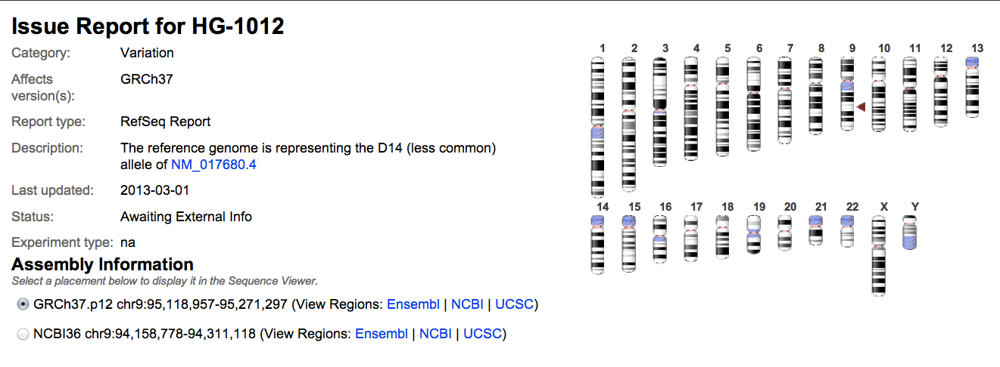 Issue Report for HG-1012
Category: Variation
Affects version(s): GRCh37
Report type: RefSeq Report
Description: The reference genome is representing the D14 (less common)
allele of NM_017680.4
Last updated: 2013-03-01
Status: Awaiting External Info
Experiment type: na
Assembly Information
Select a placement below to display it in the Sequence Viewer.
GRCh37.p12 chr9:95,118,957-95,271,297 (View Regions: Ensembl | NCBI | UCSC)
NCBI36 chr9:94,158,778-94,311,118 (View Regions: Ensembl | NCBI | UCSC)
1 2 3 4 5 6 7 8 9 10 11 12 13
14 15 16 17 18 19 20 21 22 X Y